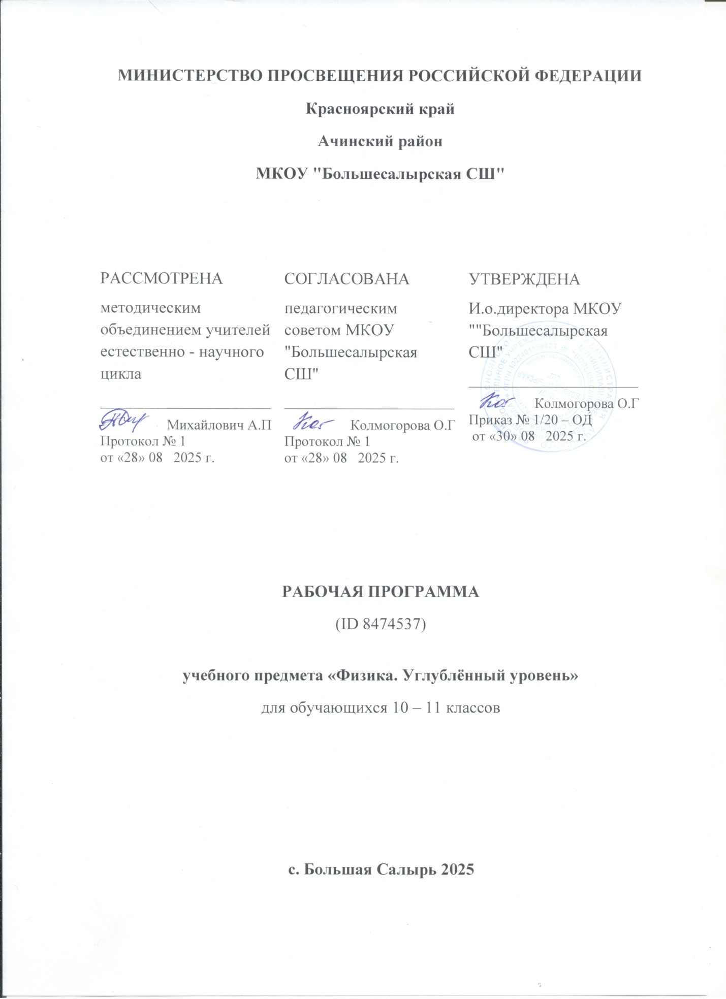 МИНИСТЕРСТВО ПРОСВЕЩЕНИЯ РОССИЙСКОЙ ФЕДЕРАЦИИ
Красноярский край
Ачинский район
МКОУ "Большесалырская СШ"
РАССМОТРЕНА
методическим
объединением учителей
естественно - научного
цикла
Михайлович А.П
Протокол № 1
от «28» 08 2025 г.
СОГЛАСОВАНА
педагогическим
советом МКОУ
"Большесалырская
СШ"
Колмогорова О.Г
Протокол № 1
от «28» 08 2025 г.
УТВЕРЖДЕНА
И.о.директора МКОУ
""Большесалырская
СШ"
Колмогорова О.Г
Приказ № 1/20 – ОД
от «30» 08 2025 г.
РАБОЧАЯ ПРОГРАММА
(ID 8474537)
учебного предмета «Физика. Углублённый уровень»
для обучающихся 10 – 11 классов
с. Большая Салырь 2025